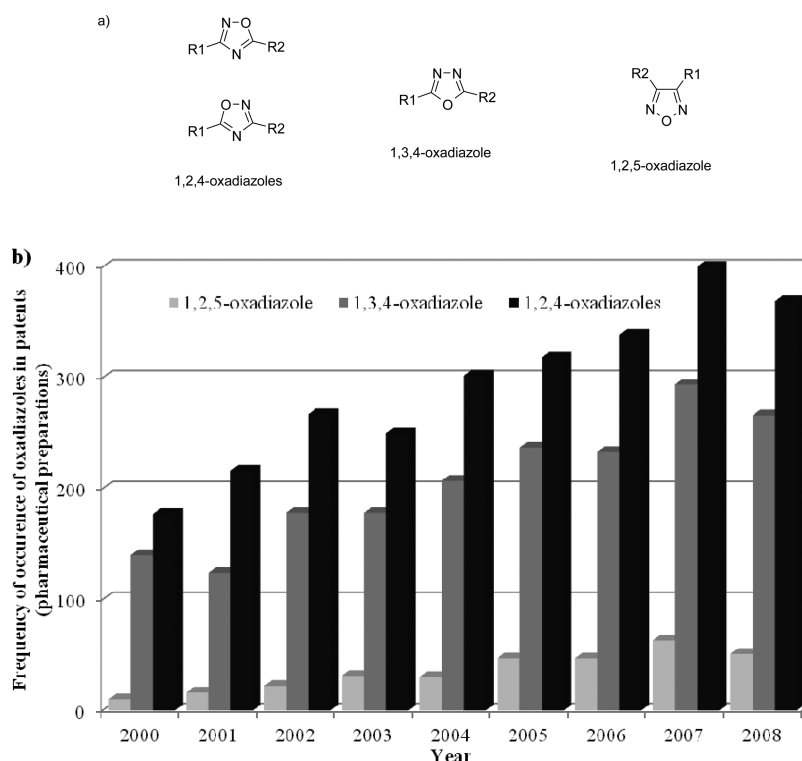 a)
N O
R1 N R2
O N
R1 N R2
1,2,4-oxadiazoles
N N
R1 O R2
1,3,4-oxadiazole
R2 R1
N O N
1,2,5-oxadiazole
b)
Frequency of occurence of oxadiazoles in patents
(pharmaceutical preparations)
400
300
200
100
0
1,2,5-oxadiazole 1,3,4-oxadiazole 1,2,4-oxadiazoles
2000 2001 2002 2003 2004 2005 2006 2007 2008
Year